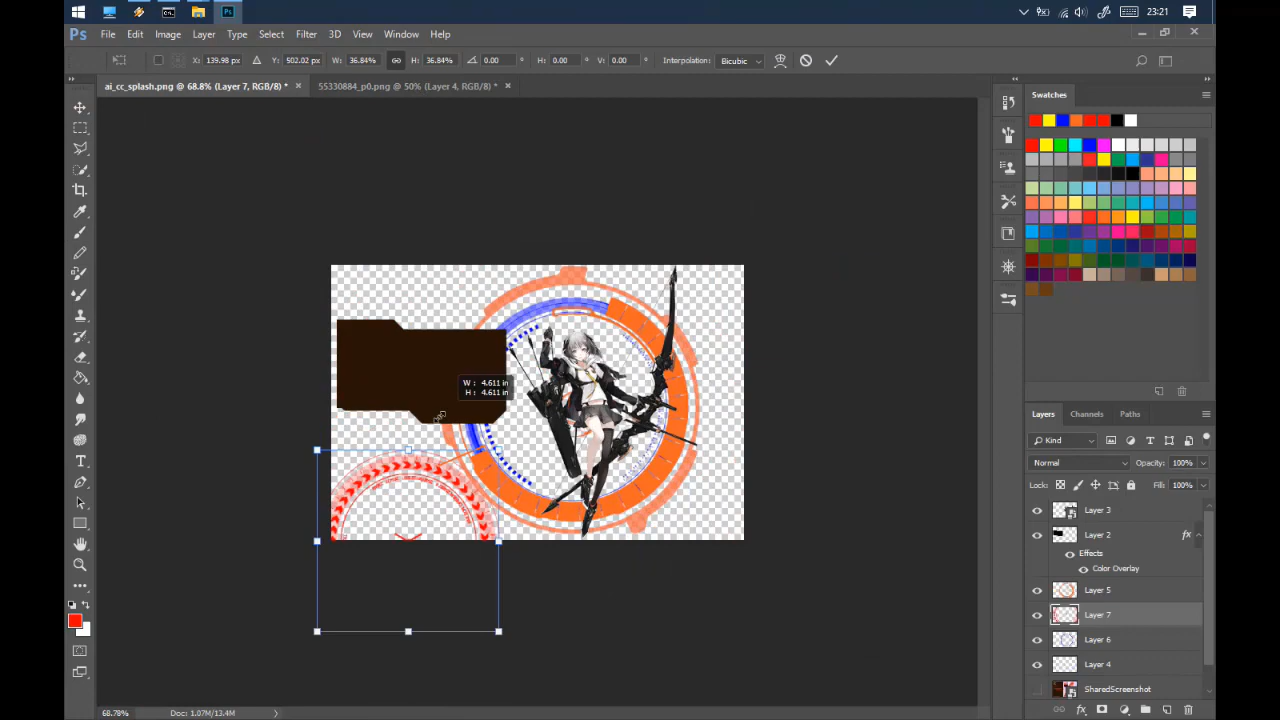 23:21
Ps File Edit Image Layer Type Select Filter 3D View Window Help
X: 139.98 px Y: 502.02 px W: 36.84% H: 36.84% 0.00 ° H: 0.00 ° V: 0.00 ° Interpolation: Bicubic
ai_cc_splash.png @ 68.8% (Layer 7, RGB/8) * × 55330884_p0.png @ 50% (Layer 4, RGB/8) * ×
Swatches
W : 4.611 in
H : 4.611 in
Layers Channels Paths
Kind
Normal Opacity: 100%
Lock: Fill: 100%
Layer 3
Layer 2 fx
Effects
Color Overlay
Layer 5
Layer 7
Layer 6
Layer 4
SharedScreenshot
68.78% Doc: 1.07M/13.4M